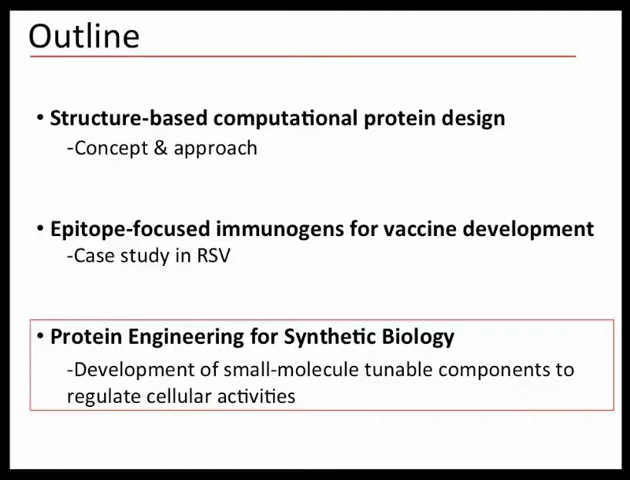 Outline
• Structure-based computational protein design
-Concept & approach
• Epitope-focused immunogens for vaccine development
-Case study in RSV
• Protein Engineering for Synthetic Biology
-Development of small-molecule tunable components to
regulate cellular activities